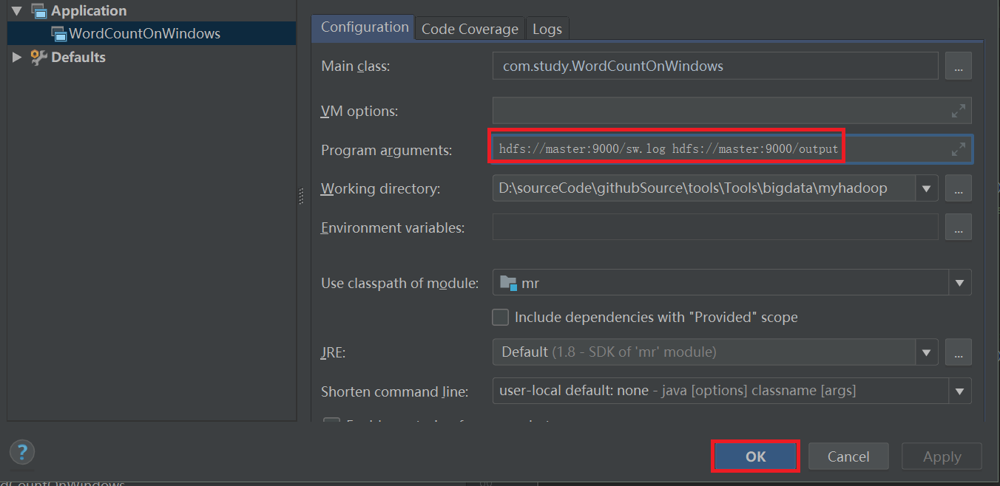 Application
WordCountOnWindows
Defaults
Configuration
Code Coverage
Logs
Main class:
com.study.WordCountOnWindows
...
VM options:
Program arguments:
hdfs://master:9000/sw.log hdfs://master:9000/output
Working directory:
D:\sourceCode\githubSource\tools\Tools\bigdata\myhadoop
...
Environment variables:
...
Use classpath of module:
mr
Include dependencies with "Provided" scope
JRE:
Default (1.8 - SDK of 'mr' module)
...
Shorten command line:
user-local default: none - java [options] classname [args]
?
OK
Cancel
Apply